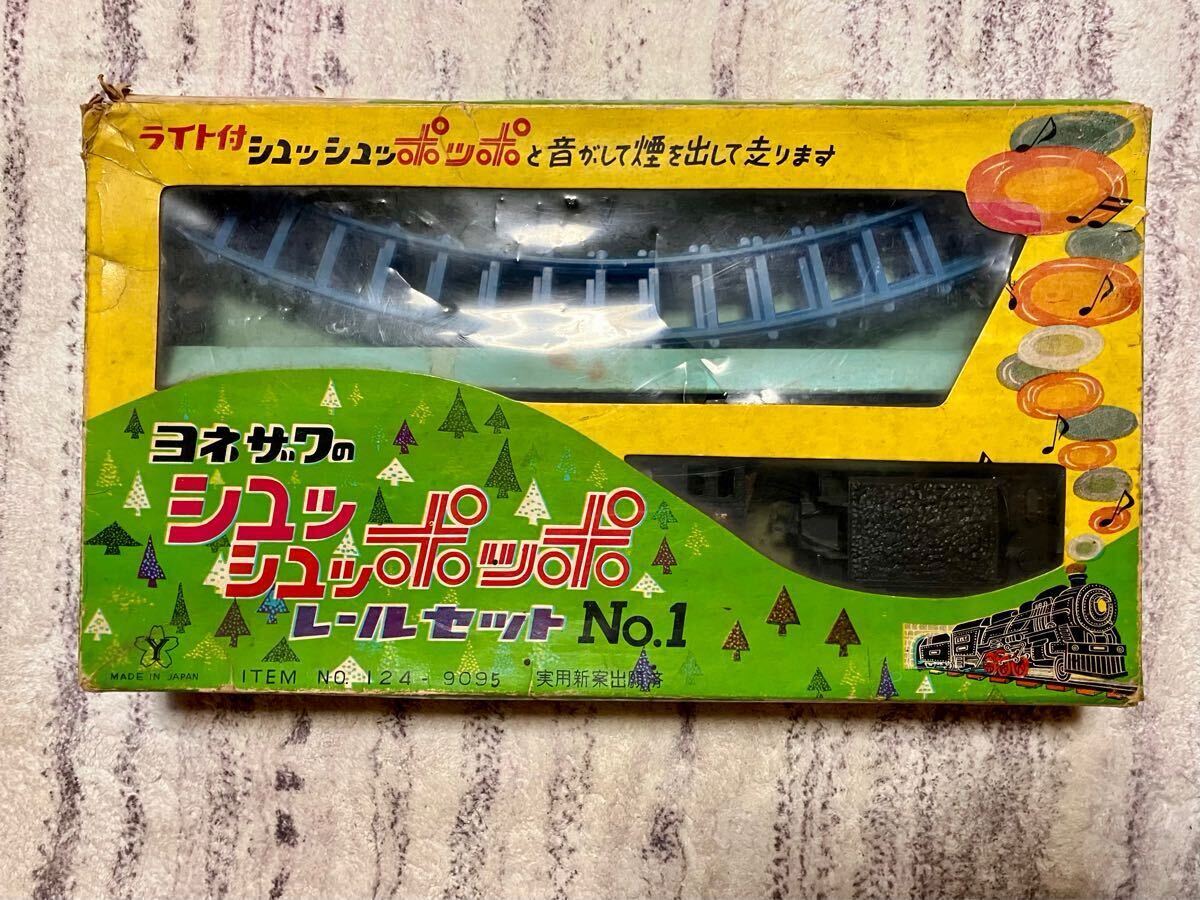 ライト付シュッシュッポッポと音がして煙を出して走ります
ヨネザワの
シュッ
シュッポッポ
レールセット No.1
Y
MADE IN JAPAN
ITEM NO. 124-9095 実用新案出願済